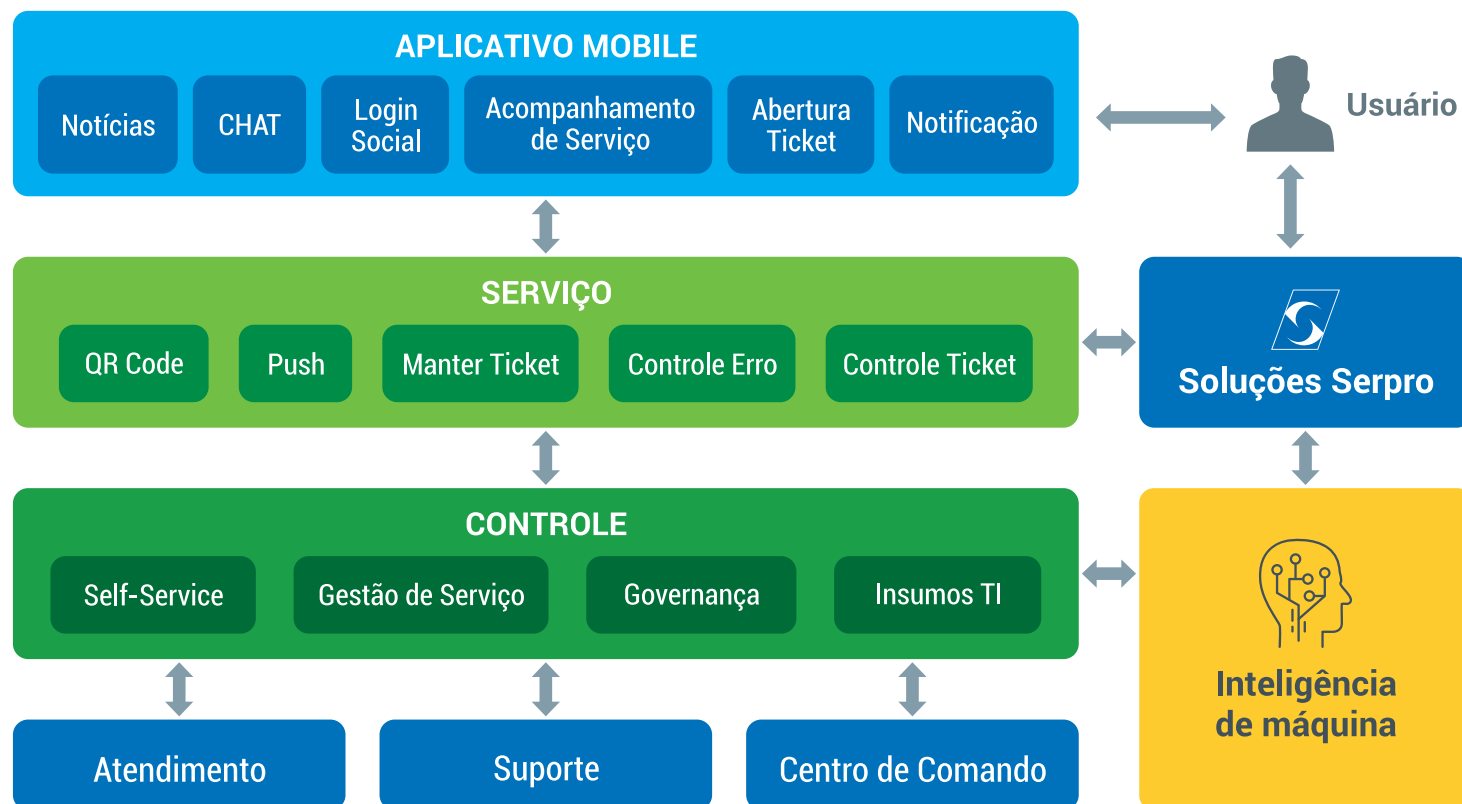 APLICATIVO MOBILE
Notícias
CHAT
Login
Social
Acompanhamento
de Serviço
Abertura
Ticket
Notificação
Usuário
SERVIÇO
QR Code
Push
Manter Ticket
Controle Erro
Controle Ticket
Soluções Serpro
CONTROLE
Self-Service
Gestão de Serviço
Governança
Insumos TI
Inteligência
de máquina
Atendimento
Suporte
Centro de Comando